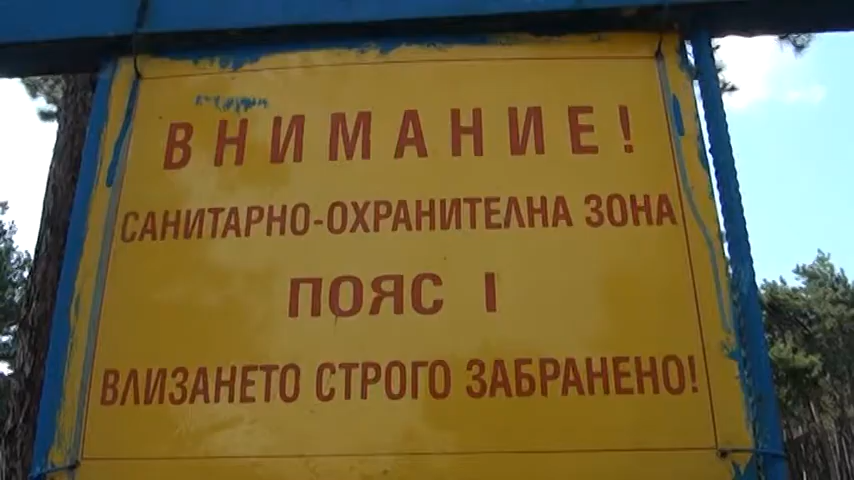 ВНИМАНИЕ!
САНИТАРНО-ОХРАНИТЕЛНА ЗОНА
ПОЯС I
ВЛИЗАНЕТО СТРОГО ЗАБРАНЕНО!